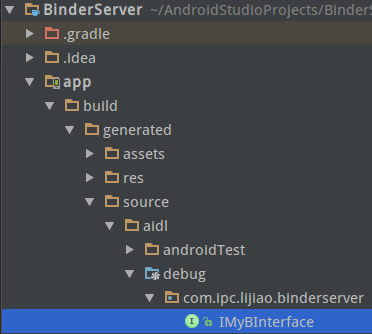 BinderServer ~/AndroidStudioProjects/BinderS
.gradle
.idea
app
build
generated
assets
res
source
aidl
androidTest
debug
com.ipc.lijiao.binderserver
I IMyBInterface